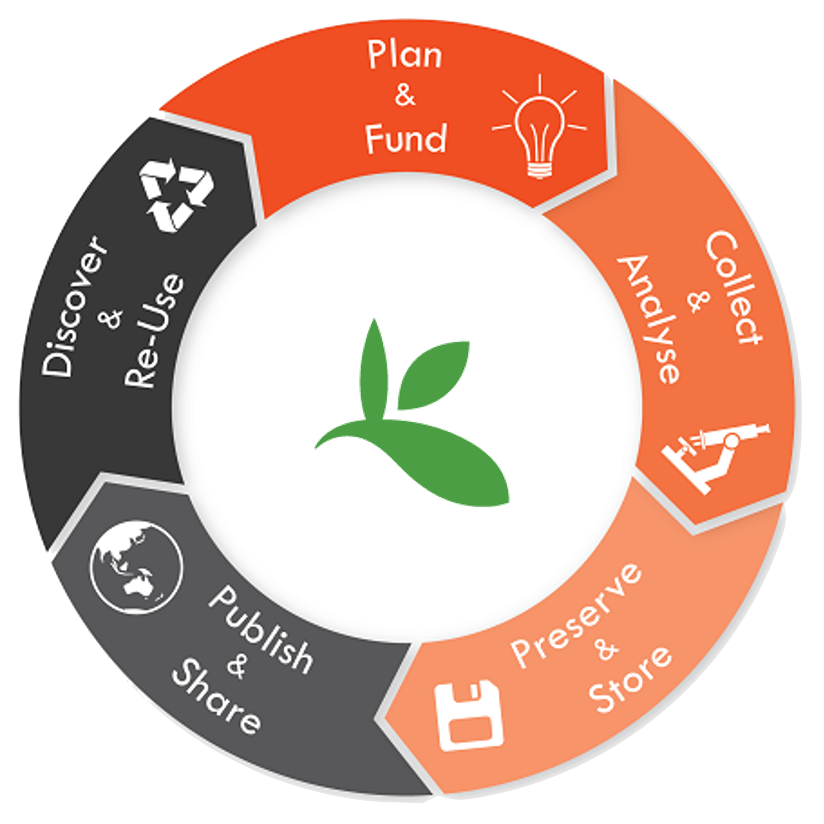 Plan
&
Fund
Collect
&
Analyse
Preserve
&
Store
Publish
&
Share
Discover
&
Re-Use